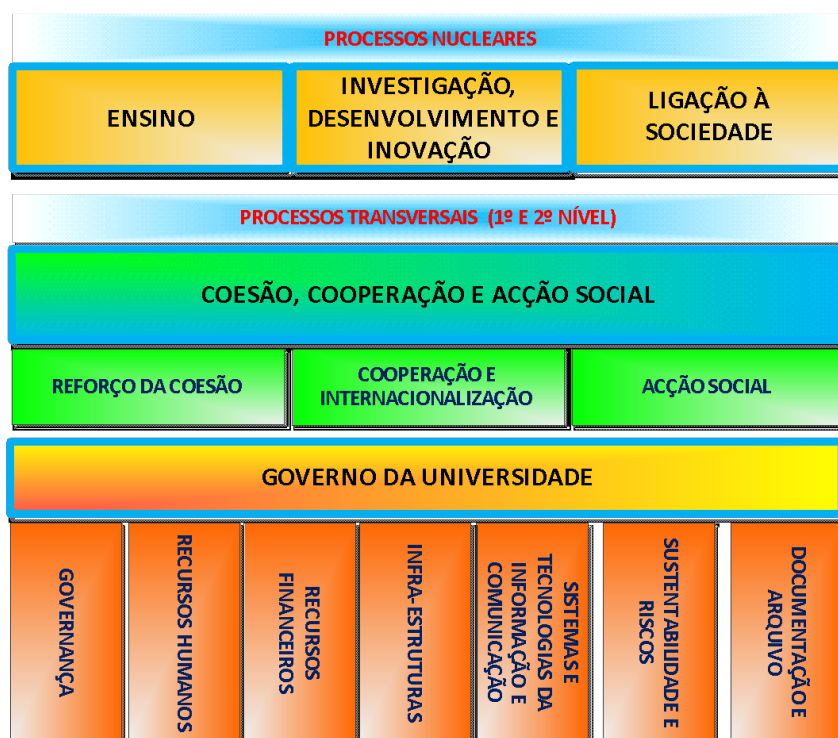 PROCESSOS NUCLEARES
ENSINO
INVESTIGAÇÃO,
DESENVOLVIMENTO E
INOVAÇÃO
LIGAÇÃO À
SOCIEDADE
PROCESSOS TRANSVERSAIS (1º E 2º NÍVEL)
COESÃO, COOPERAÇÃO E ACÇÃO SOCIAL
REFORÇO DA COESÃO
COOPERAÇÃO E
INTERNACIONALIZAÇÃO
ACÇÃO SOCIAL
GOVERNO DA UNIVERSIDADE
GOVERNANÇA
RECURSOS HUMANOS
RECURSOS
FINANCEIROS
INFRA-ESTRUTURAS
SISTEMAS E
TECNOLOGIAS DA
INFORMAÇÃO E
COMUNICAÇÃO
SUSTENTABILIDADE E
RISCOS
DOCUMENTAÇÃO E
ARQUIVO